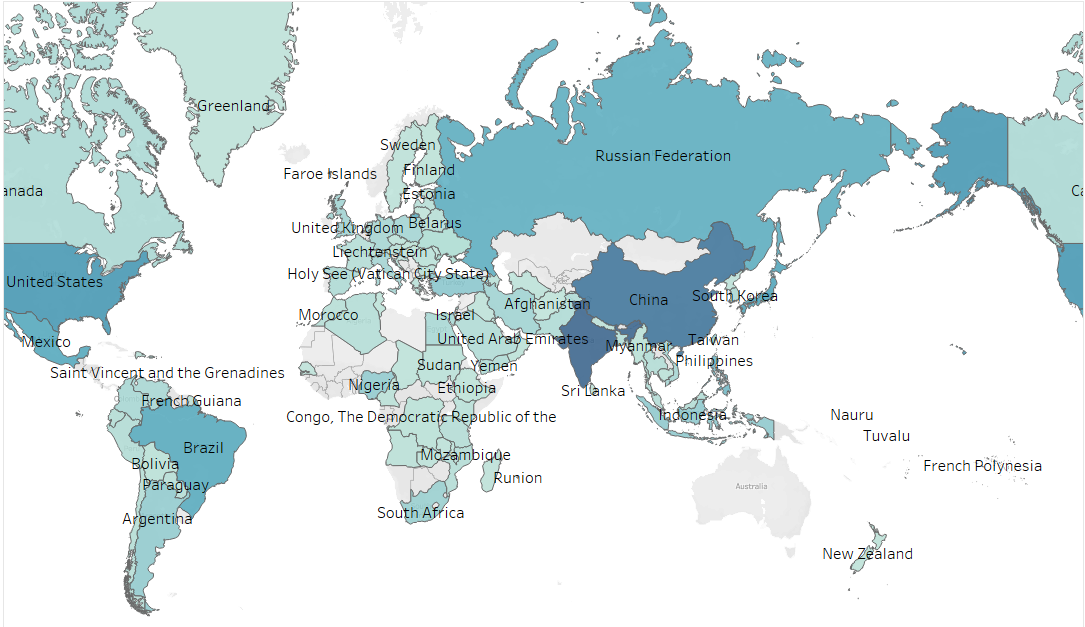 Greenland
Sweden
Finland
Faroe Islands
Estonia
Russian Federation
anada
Ca
United Kingdom
Belarus
Liechtenstein
Holy See (Vatican City State)
United States
Afghanistan
China
South Korea
Morocco
Israel
Mexico
United Arab Emirates
Myanmar
Taiwan
Philippines
Saint Vincent and the Grenadines
Sudan
Yemen
Nigeria
Ethiopia
Sri Lanka
French Guiana
Congo, The Democratic Republic of the
Indonesia
Nauru
Tuvalu
Brazil
Bolivia
Mozambique
French Polynesia
Paraguay
Runion
Australia
South Africa
Argentina
New Zealand